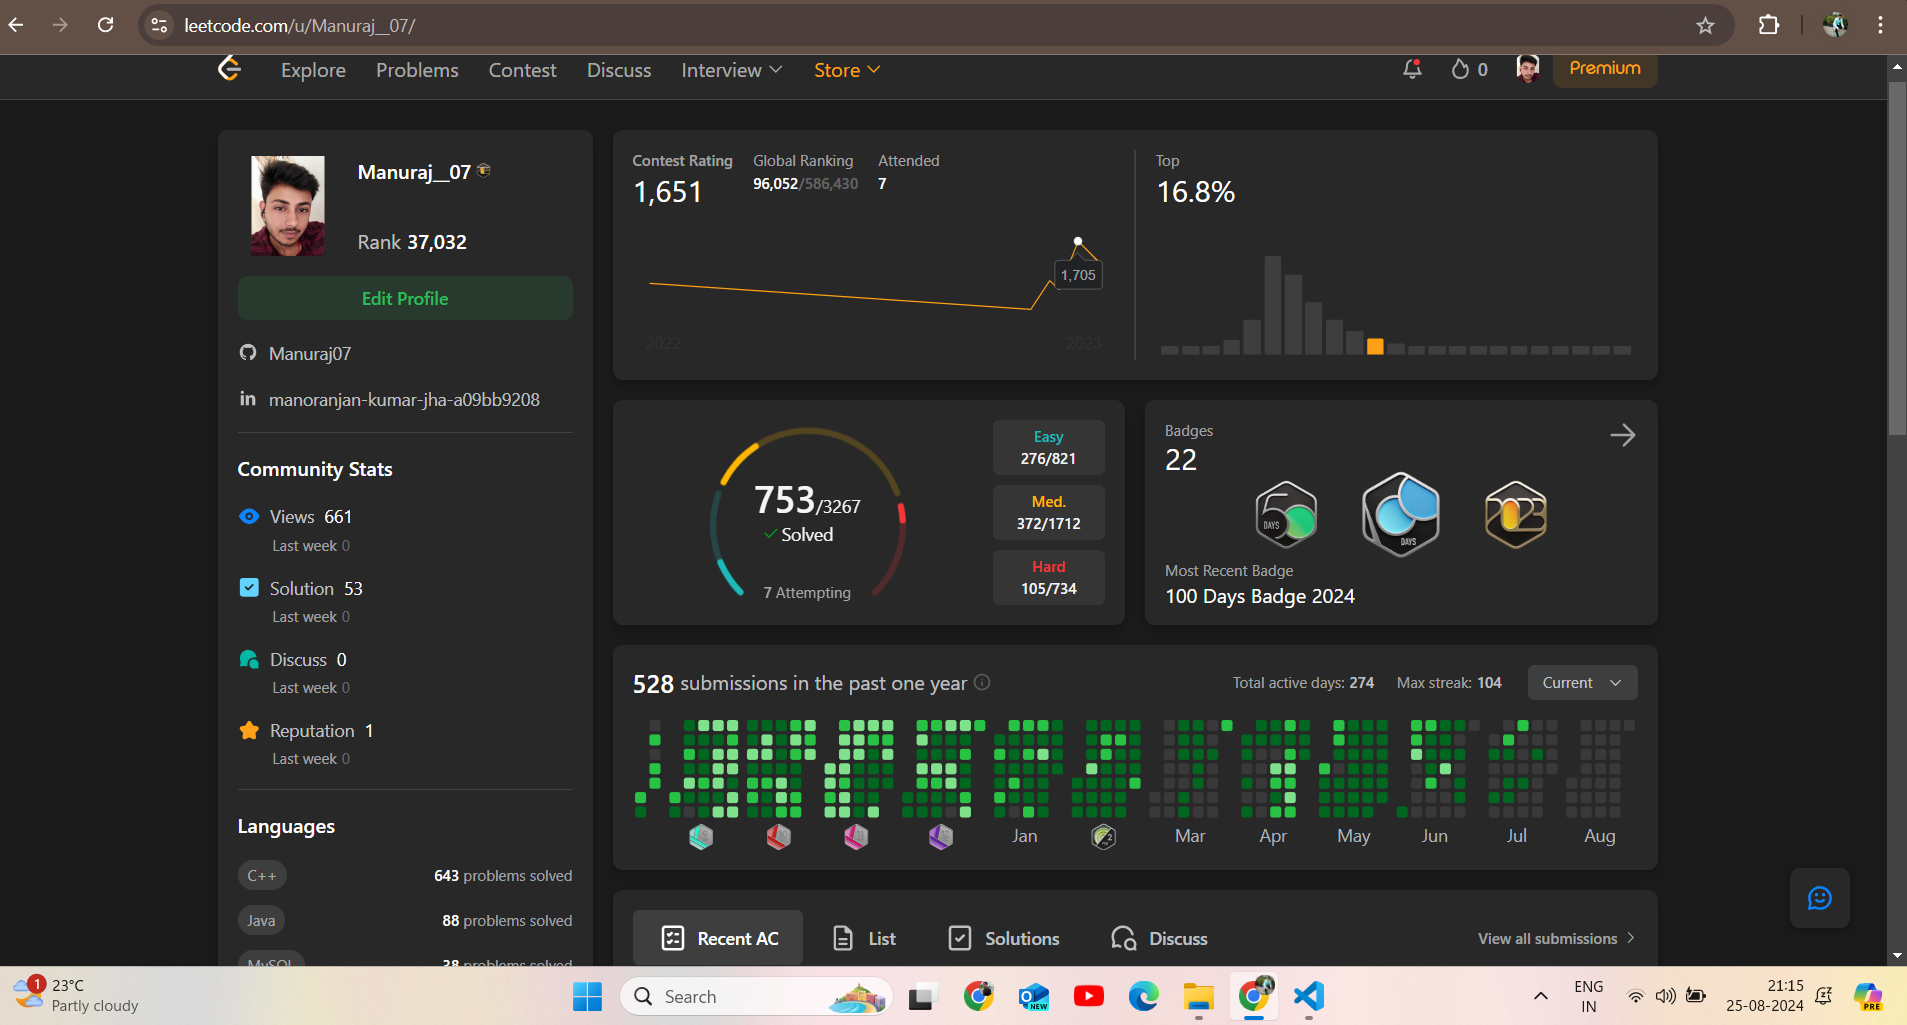 leetcode.com/u/Manuraj__07/
Explore Problems Contest Discuss Interview Store 0 Premium
Manuraj__07
Rank 37,032
Edit Profile
Manuraj07
manoranjan-kumar-jha-a09bb9208
Community Stats
Views 661
Last week 0
Solution 53
Last week 0
Discuss 0
Last week 0
Reputation 1
Last week 0
Languages
C++ 643 problems solved
Java 88 problems solved
MySQL 38 problems solved
Contest Rating Global Ranking Attended
1,651 96,052/586,430 7
1,705
2022 2023
Top
16.8%
753/3267
Solved
7 Attempting
Easy
276/821
Med.
372/1712
Hard
105/734
Badges
22
50 DAYS
DAYS
2023
Most Recent Badge
100 Days Badge 2024
528 submissions in the past one year Total active days: 274 Max streak: 104 Current
Jan Mar Apr May Jun Jul Aug
Recent AC List Solutions Discuss View all submissions
1
23°C
Partly cloudy
Search
NEW
ENG
IN
21:15
25-08-2024
PRE